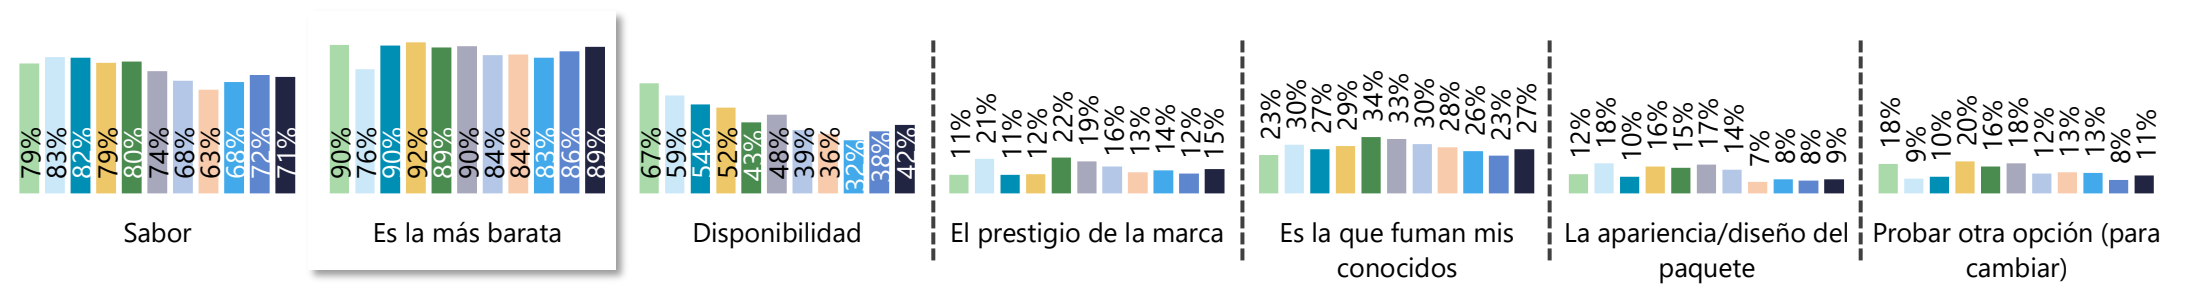 79% 83% 82% 79% 80% 74% 68% 63% 68% 72% 71%
90% 76% 90% 92% 89% 90% 84% 84% 83% 86% 89%
67% 59% 54% 52% 43% 48% 39% 36% 32% 38% 42%
11% 21% 11% 12% 22% 19% 16% 13% 14% 12% 15%
23% 30% 27% 29% 34% 33% 30% 28% 26% 23% 27%
12% 18% 10% 16% 15% 17% 14% 7% 8% 8% 9%
18% 9% 10% 20% 16% 18% 12% 13% 13% 8% 11%
Sabor
Es la más barata
Disponibilidad
El prestigio de la marca
Es la que fuman mis
conocidos
La apariencia/diseño del
paquete
Probar otra opción (para
cambiar)